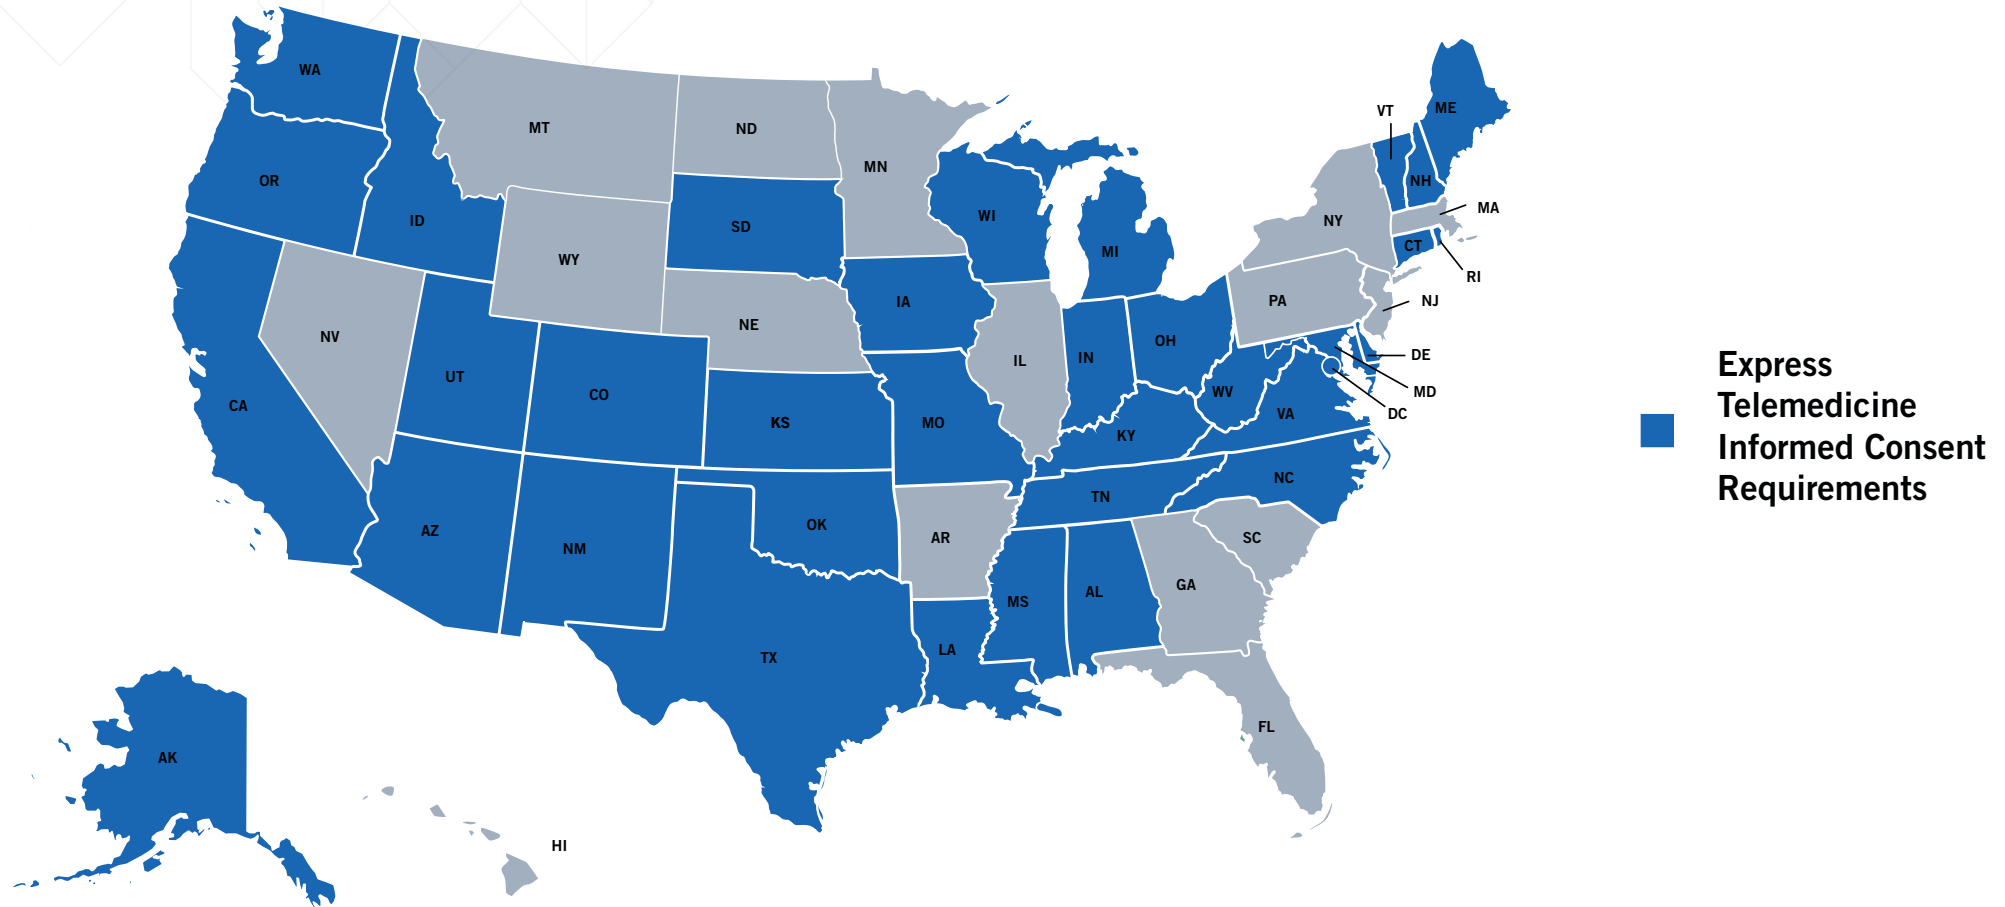 WA
MT
ND
MN
VT
ME
OR
ID
WY
SD
WI
MI
NY
NH
MA
CT
RI
NV
UT
NE
IA
IL
IN
OH
PA
NJ
DE
MD
DC
CA
CO
KS
MO
KY
WV
VA
AZ
NM
OK
AR
TN
NC
SC
TX
LA
MS
AL
GA
FL
AK
HI
Express
Telemedicine
Informed Consent
Requirements